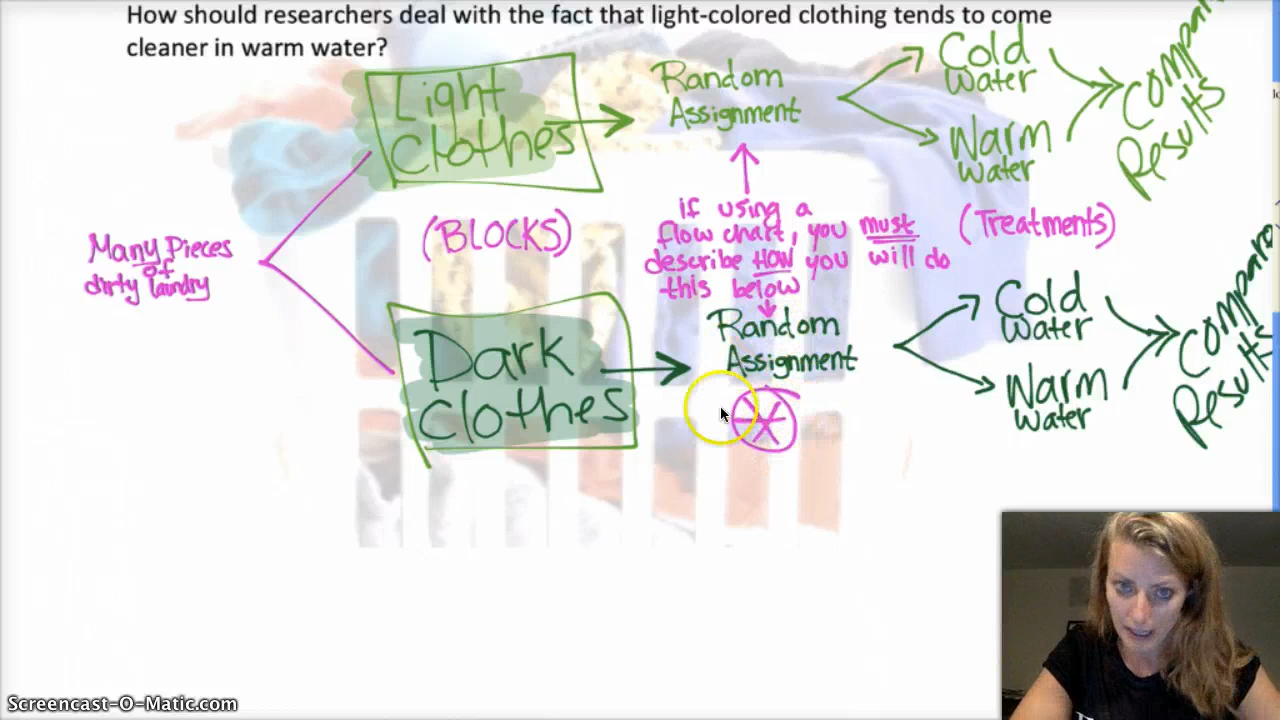 How should researchers deal with the fact that light-colored clothing tends to come
cleaner in warm water?
Light
Clothes
Random
Assignment
Cold
Water
Warm
Water
Compare
Results
Many Pieces
of
dirty laundry
(BLOCKS)
if using a
flow chart, you must
describe HOW you will do
this below
(Treatments)
Dark
Clothes
Random
Assignment
Cold
Water
Warm
Water
Compare
Results
Screencast-O-Matic.com